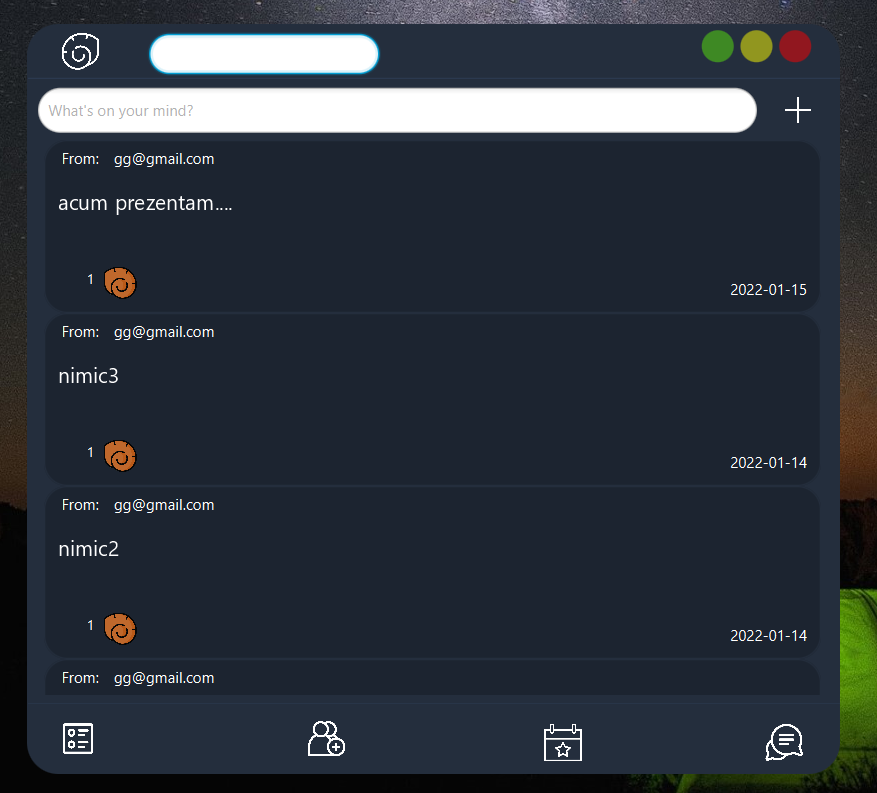 What's on your mind?
From: gg@gmail.com
acum prezentam....
1
2022-01-15
From: gg@gmail.com
nimic3
1
2022-01-14
From: gg@gmail.com
nimic2
1
2022-01-14
From: gg@gmail.com